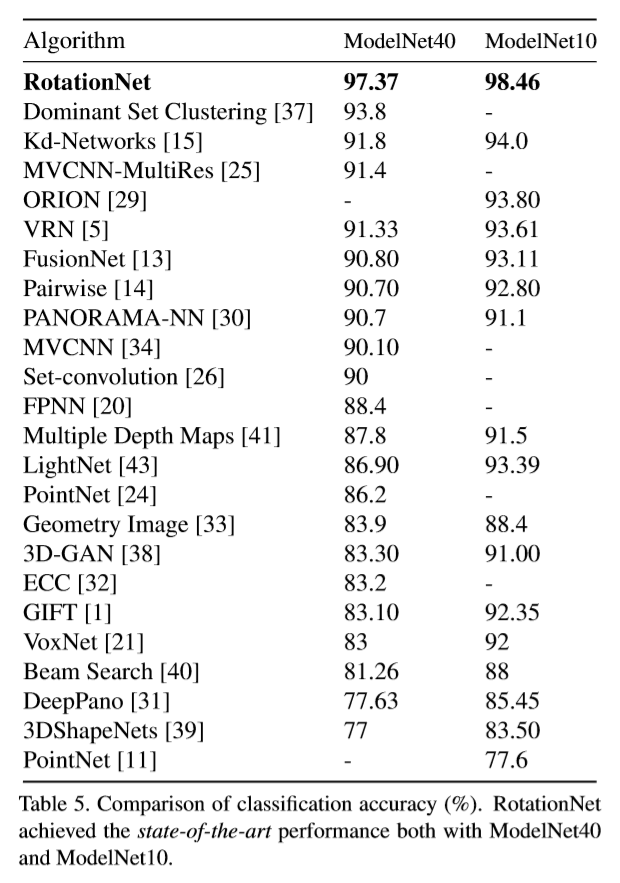 Algorithm ModelNet40 ModelNet10
RotationNet 97.37 98.46
Dominant Set Clustering [37] 93.8 -
Kd-Networks [15] 91.8 94.0
MVCNN-MultiRes [25] 91.4 -
ORION [29] - 93.80
VRN [5] 91.33 93.61
FusionNet [13] 90.80 93.11
Pairwise [14] 90.70 92.80
PANORAMA-NN [30] 90.7 91.1
MVCNN [34] 90.10 -
Set-convolution [26] 90 -
FPNN [20] 88.4 -
Multiple Depth Maps [41] 87.8 91.5
LightNet [43] 86.90 93.39
PointNet [24] 86.2 -
Geometry Image [33] 83.9 88.4
3D-GAN [38] 83.30 91.00
ECC [32] 83.2 -
GIFT [1] 83.10 92.35
VoxNet [21] 83 92
Beam Search [40] 81.26 88
DeepPano [31] 77.63 85.45
3DShapeNets [39] 77 83.50
PointNet [11] - 77.6
Table 5. Comparison of classification accuracy (%). RotationNet
achieved the state-of-the-art performance both with ModelNet40
and ModelNet10.